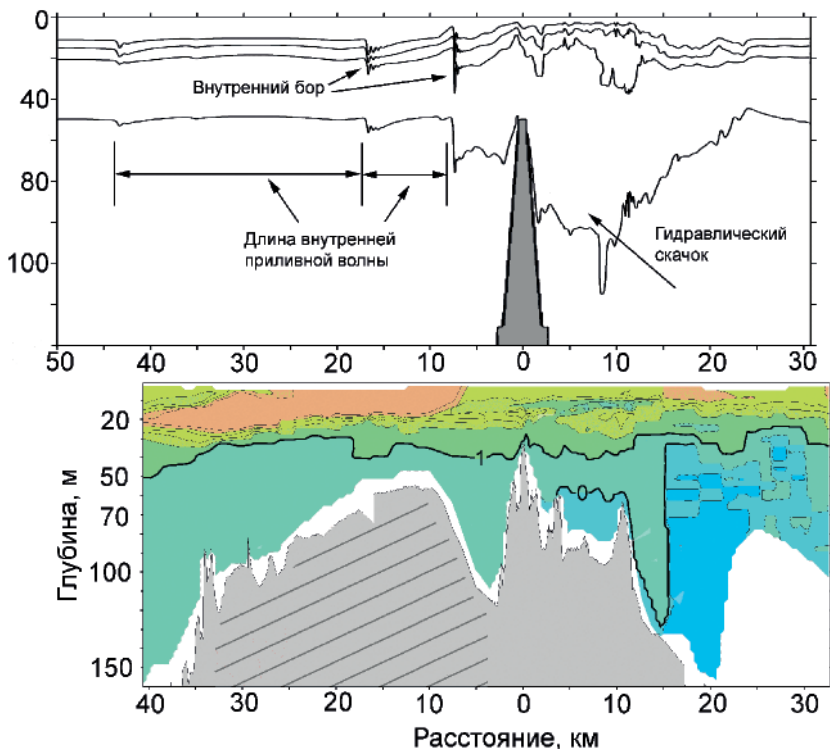 0
40
80
100
Внутренний бор
Длина внутренней
приливной волны
Гидравлический
скачок
50 40 30 20 10 0 10 20 30
20
50
70
100
150
Глубина, м
1
0
40 30 20 10 0 10 20 30
Расстояние, км